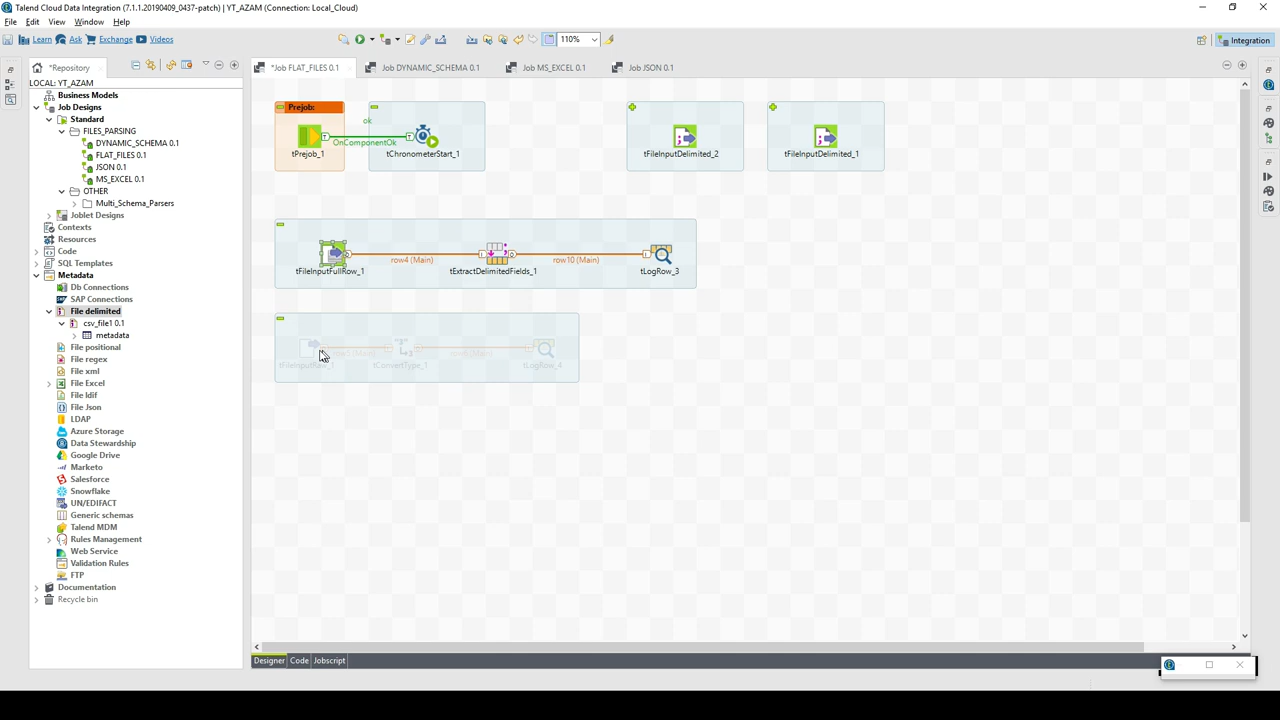 Talend Cloud Data Integration (7.1.1.20190409_0437-patch) | YT_AZAM (Connection: Local_Cloud)
File Edit View Window Help
Learn Ask Exchange Videos
110%
Integration
*Repository
LOCAL: YT_AZAM
Business Models
Job Designs
Standard
FILES_PARSING
DYNAMIC_SCHEMA 0.1
FLAT_FILES 0.1
JSON 0.1
MS_EXCEL 0.1
OTHER
Multi_Schema_Parsers
Joblet Designs
Contexts
Resources
Code
SQL Templates
Metadata
Db Connections
SAP Connections
File delimited
csv_file1 0.1
metadata
File positional
File regex
File xml
File Excel
File ldif
File Json
LDAP
Azure Storage
Data Stewardship
Google Drive
Marketo
Salesforce
Snowflake
UN/EDIFACT
Generic schemas
Talend MDM
Rules Management
Web Service
Validation Rules
FTP
Documentation
Recycle bin
*Job FLAT_FILES 0.1
Job DYNAMIC_SCHEMA 0.1
Job MS_EXCEL 0.1
Job JSON 0.1
Prejob:
ok
OnComponentOk
tPrejob_1
tChronometerStart_1
tFileInputDelimited_2
tFileInputDelimited_1
row4 (Main)
row10 (Main)
tFileInputFullRow_1
tExtractDelimitedFields_1
tLogRow_3
tFileInputRaw_1
tConvertType_1
tLogRow_4
Designer Code Jobscript